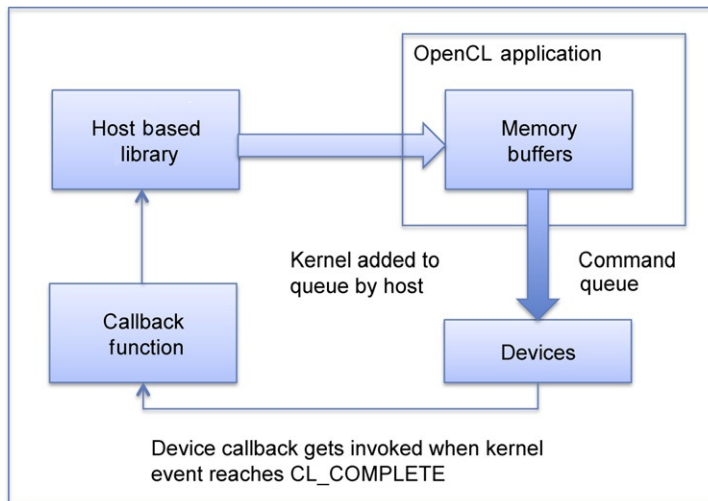 OpenCL application
Host based
library
Memory
buffers
Kernel added to
queue by host
Command
queue
Callback
function
Devices
Device callback gets invoked when kernel
event reaches CL_COMPLETE